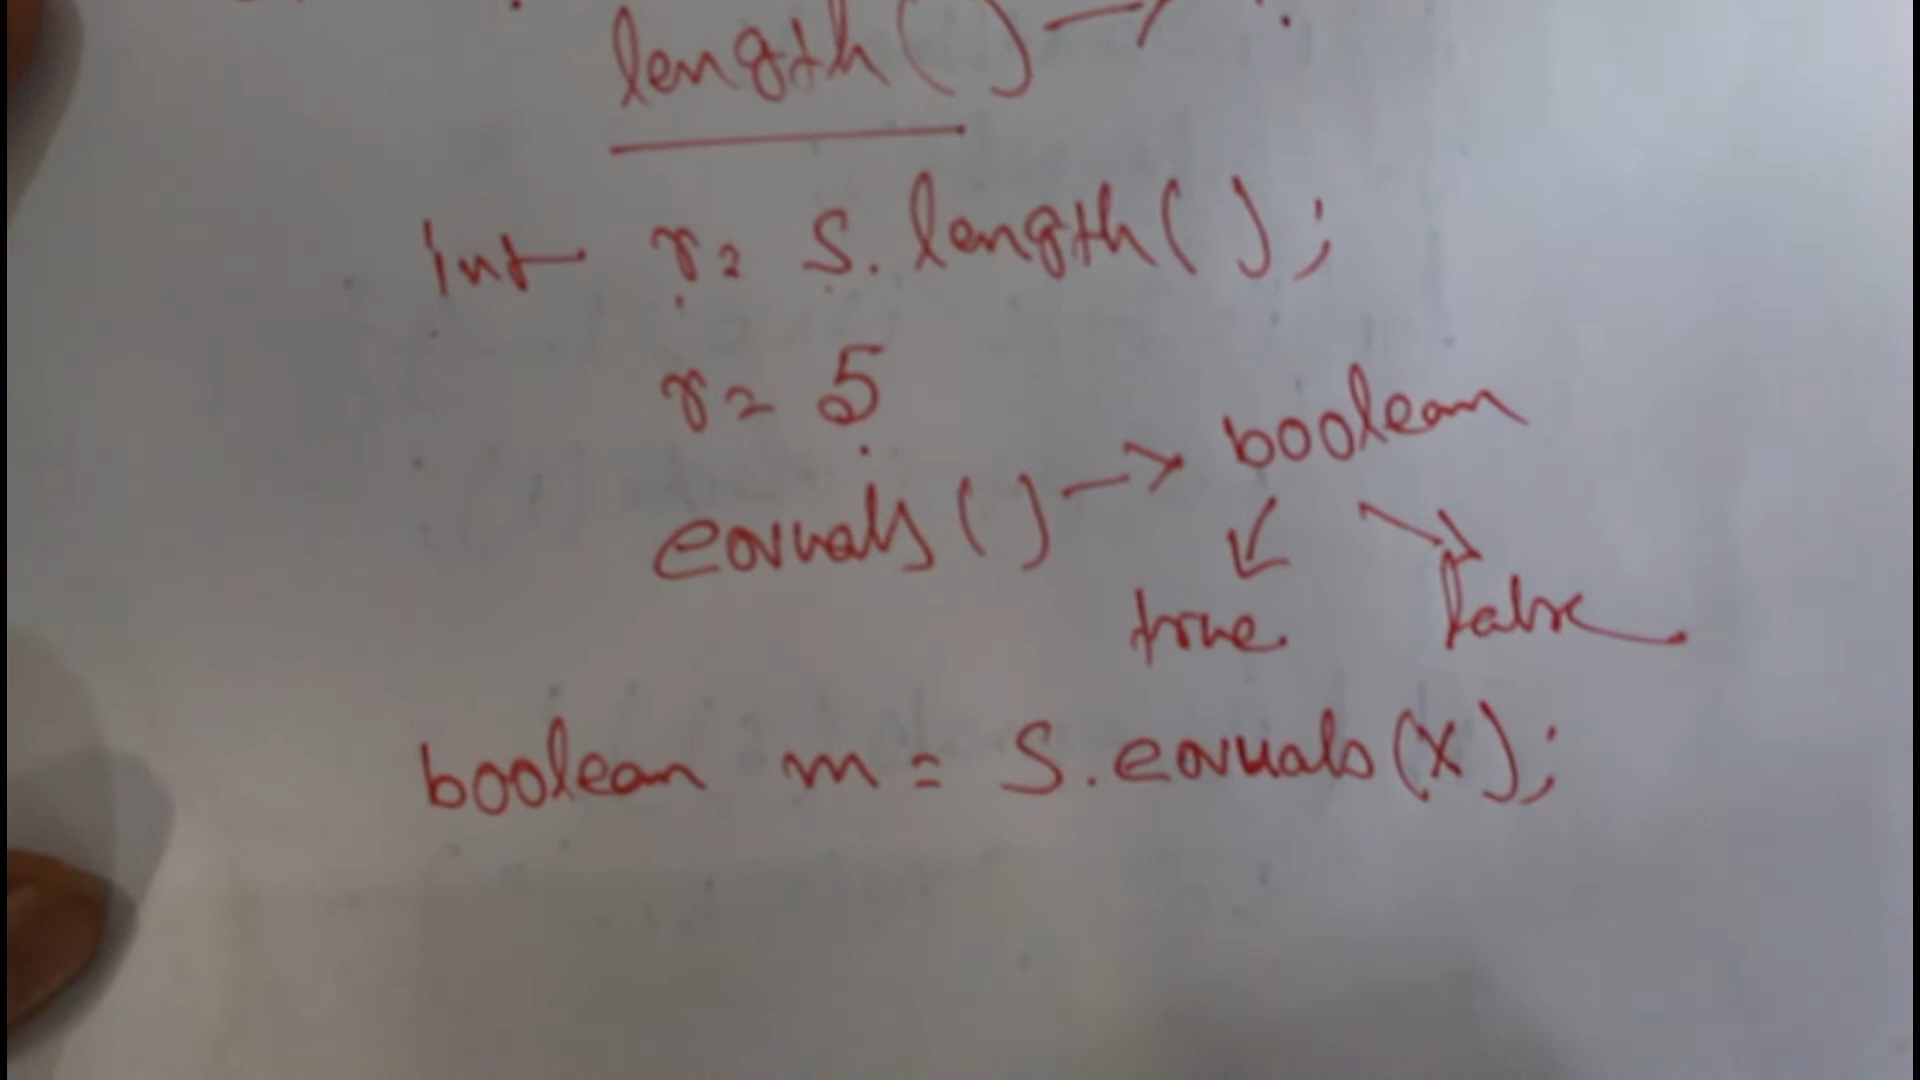 length() →
int r = s.length();
r = 5
equals() → boolean
true false
boolean m = s.equals(x);